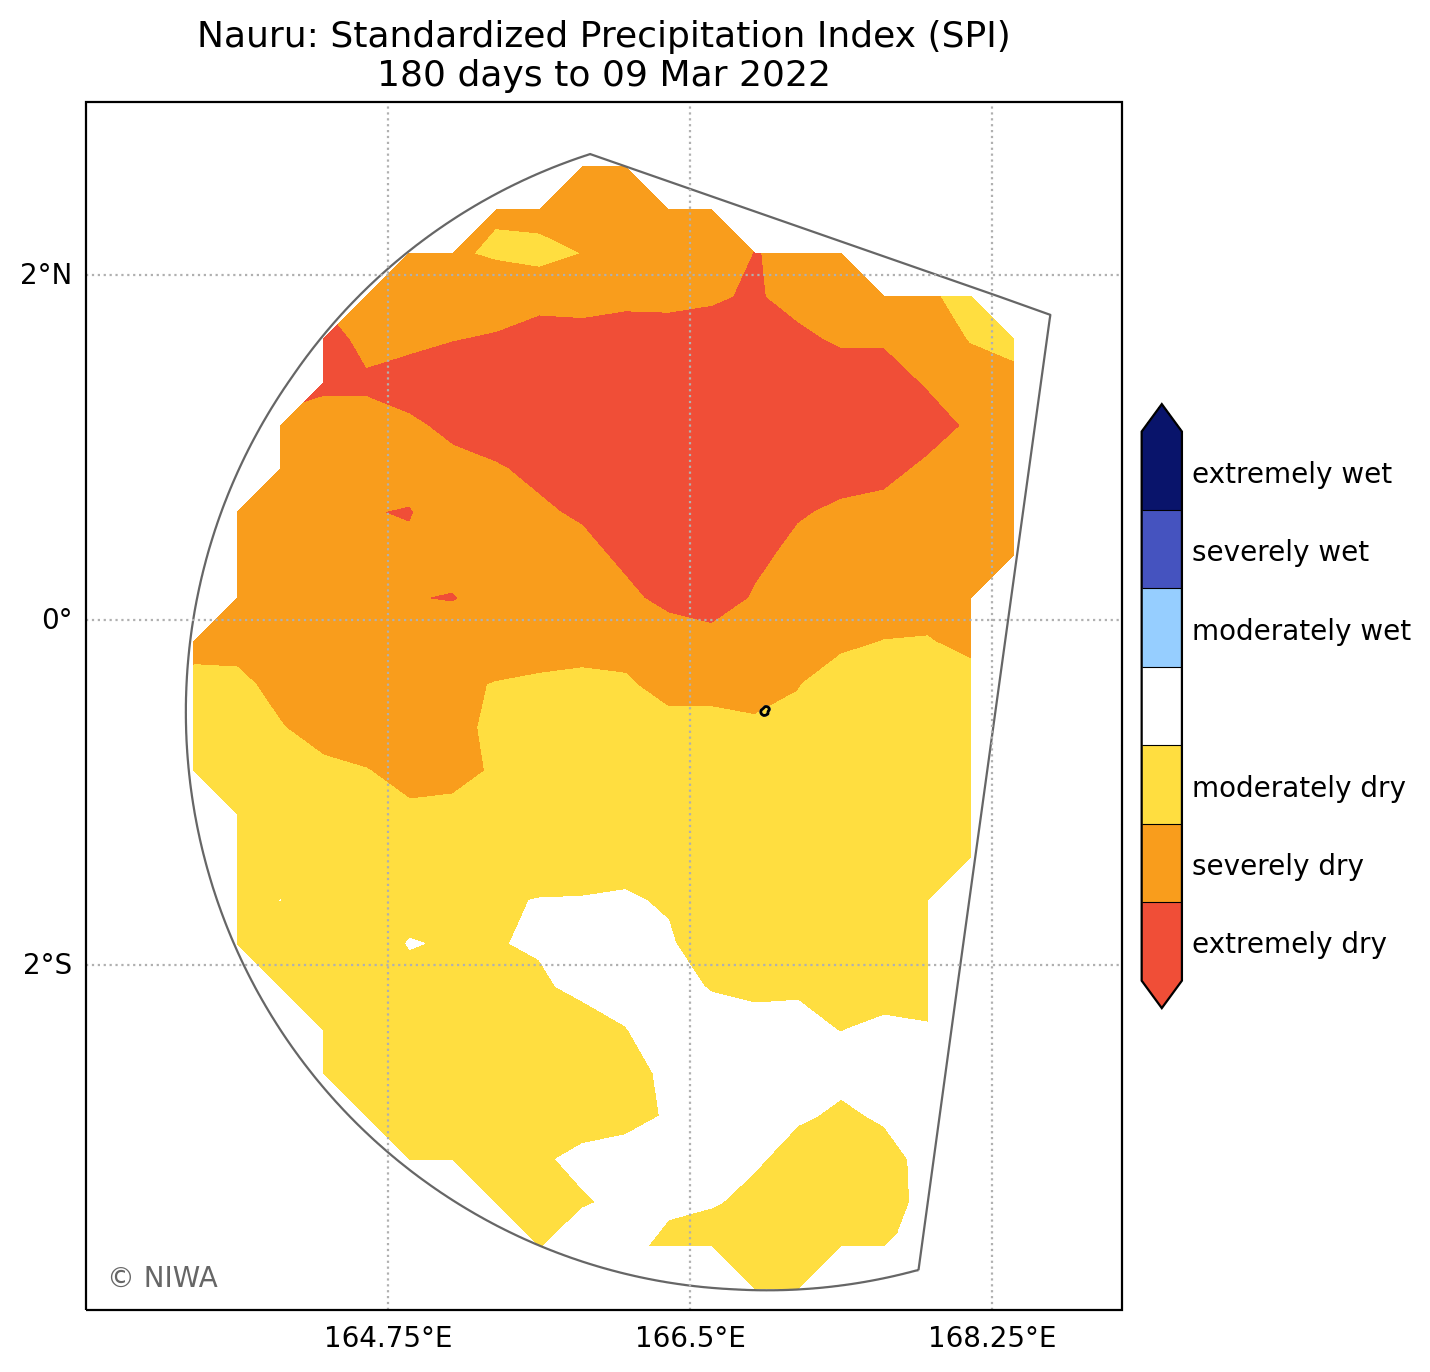 Nauru: Standardized Precipitation Index (SPI)
180 days to 09 Mar 2022
2°N
0°
2°S
164.75°E
166.5°E
168.25°E
extremely wet
severely wet
moderately wet
moderately dry
severely dry
extremely dry
© NIWA